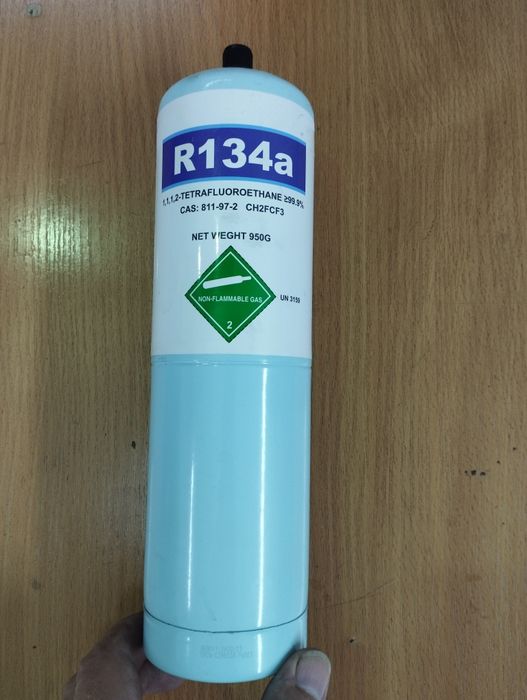 R134a
1,1,1,2-TETRAFLUOROETHANE ≥99.9%
CAS: 811-97-2 CH2FCF3
NET WEGHT 950G
NON-FLAMMABLE GAS
UN 3159
2